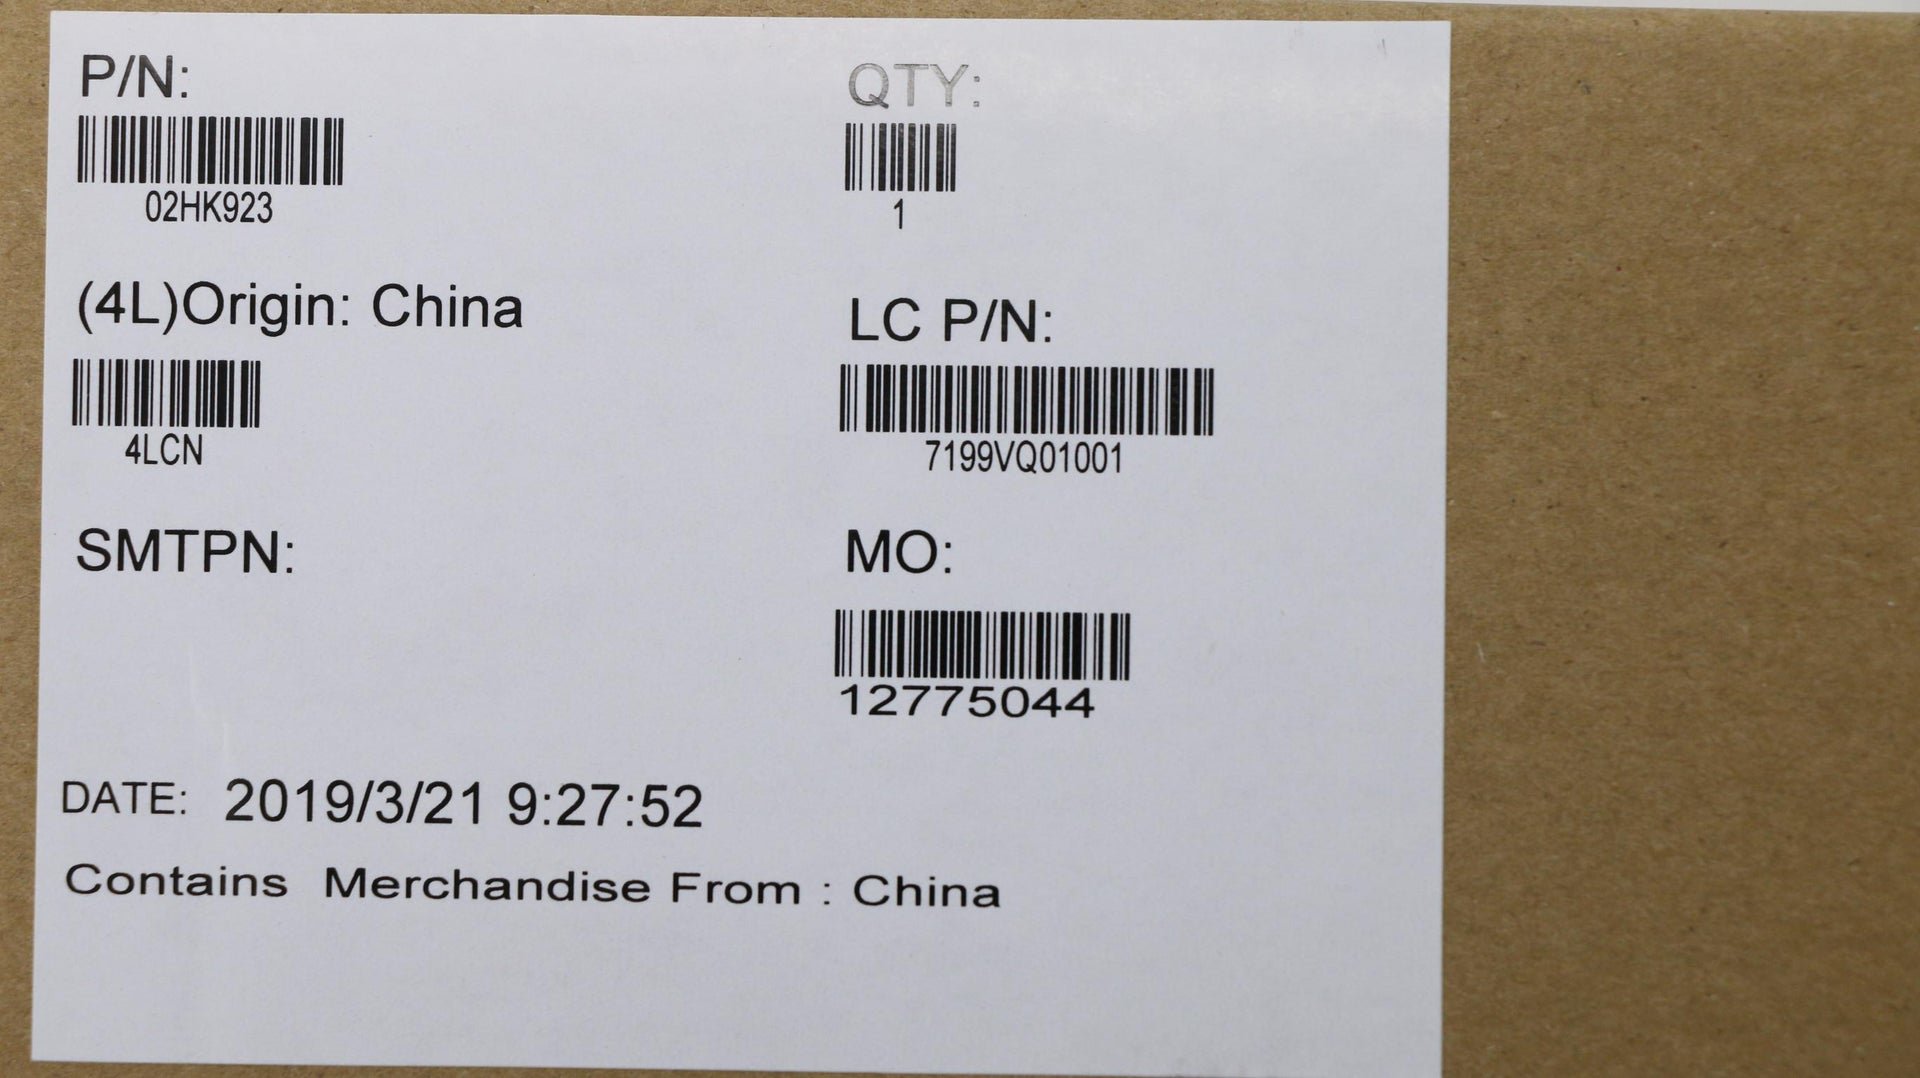 P/N:
02HK923
QTY:
1
(4L)Origin: China
4LCN
LC P/N:
7199VQ01001
SMTPN:
MO:
12775044
DATE: 2019/3/21 9:27:52
Contains Merchandise From : China